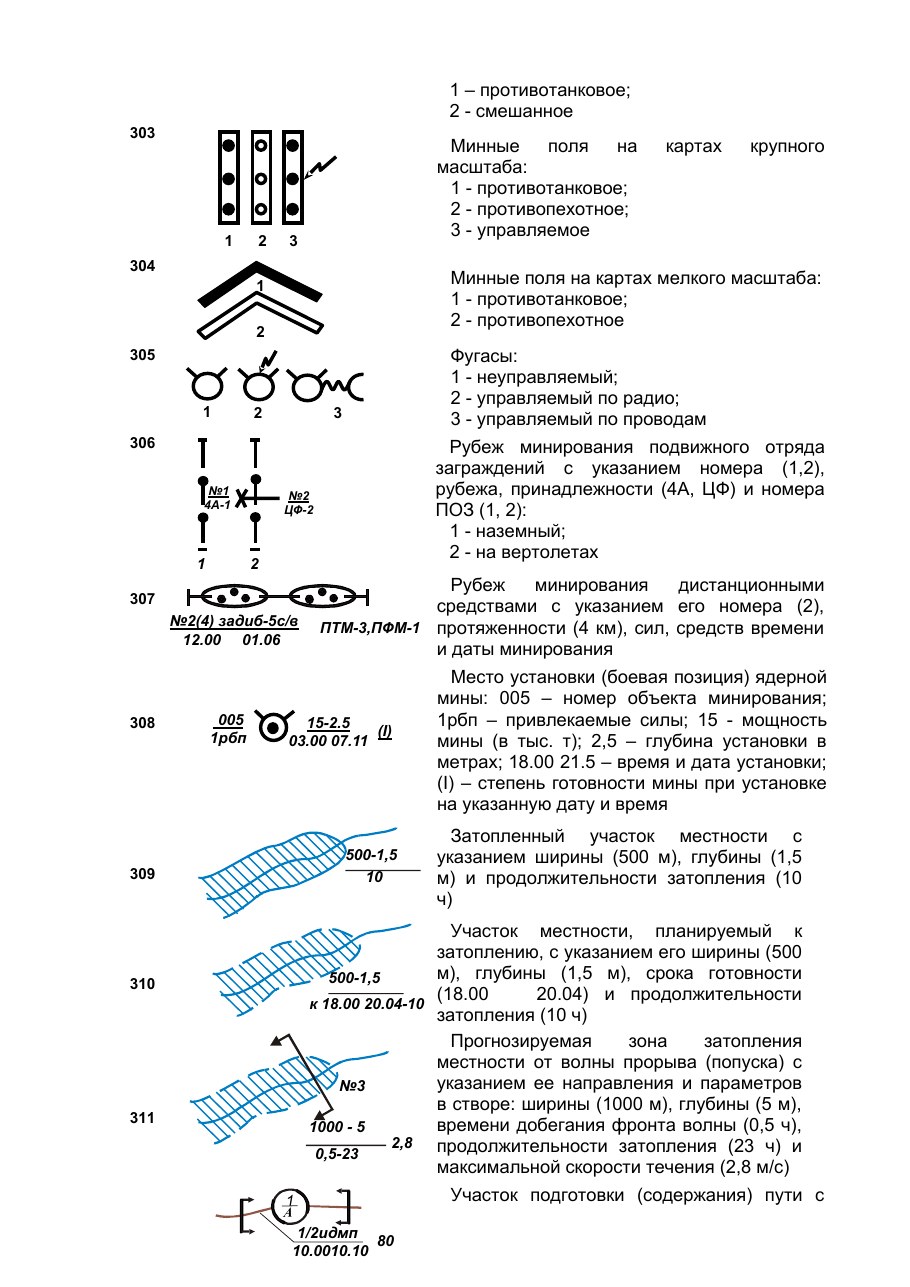 1 – противотанковое;
2 - смешанное
303
1 2 3
Минные поля на картах крупного
масштаба:
1 - противотанковое;
2 - противопехотное;
3 - управляемое
304
1
2
Минные поля на картах мелкого масштаба:
1 - противотанковое;
2 - противопехотное
305
1 2 3
Фугасы:
1 - неуправляемый;
2 - управляемый по радио;
3 - управляемый по проводам
306
№1
4А-1
№2
ЦФ-2
1 2
Рубеж минирования подвижного отряда
заграждений с указанием номера (1,2),
рубежа, принадлежности (4А, ЦФ) и номера
ПОЗ (1, 2):
1 - наземный;
2 - на вертолетах
307
№2(4) задиб-5с/в
12.00 01.06
ПТМ-3,ПФМ-1
Рубеж минирования дистанционными
средствами с указанием его номера (2),
протяженности (4 км), сил, средств времени
и даты минирования
308
005
1рбп
15-2.5
03.00 07.11
(I)
Место установки (боевая позиция) ядерной
мины: 005 – номер объекта минирования;
1рбп – привлекаемые силы; 15 - мощность
мины (в тыс. т); 2,5 – глубина установки в
метрах; 18.00 21.5 – время и дата установки;
(I) – степень готовности мины при установке
на указанную дату и время
309
500-1,5
10
Затопленный участок местности с
указанием ширины (500 м), глубины (1,5
м) и продолжительности затопления (10
ч)
310
500-1,5
к 18.00 20.04-10
Участок местности, планируемый к
затоплению, с указанием его ширины (500
м), глубины (1,5 м), срока готовности
(18.00 20.04) и продолжительности
затопления (10 ч)
311
№3
1000 - 5
0,5-23
2,8
Прогнозируемая зона затопления
местности от волны прорыва (попуска) с
указанием ее направления и параметров
в створе: ширины (1000 м), глубины (5 м),
времени добегания фронта волны (0,5 ч),
продолжительности затопления (23 ч) и
максимальной скорости течения (2,8 м/с)
1
А
1/2идмп
10.0010.10
80
Участок подготовки (содержания) пути с